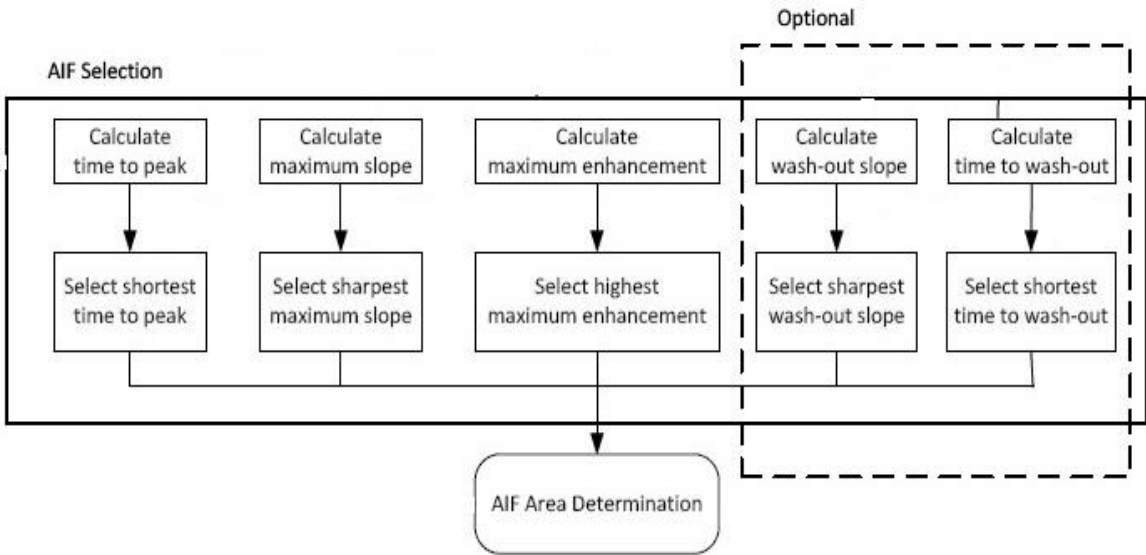 Optional
AIF Selection
Calculate
time to peak
Calculate
maximum slope
Calculate
maximum enhancement
Calculate
wash-out slope
Calculate
time to wash-out
Select shortest
time to peak
Select sharpest
maximum slope
Select highest
maximum enhancement
Select sharpest
wash-out slope
Select shortest
time to wash-out
AIF Area Determination